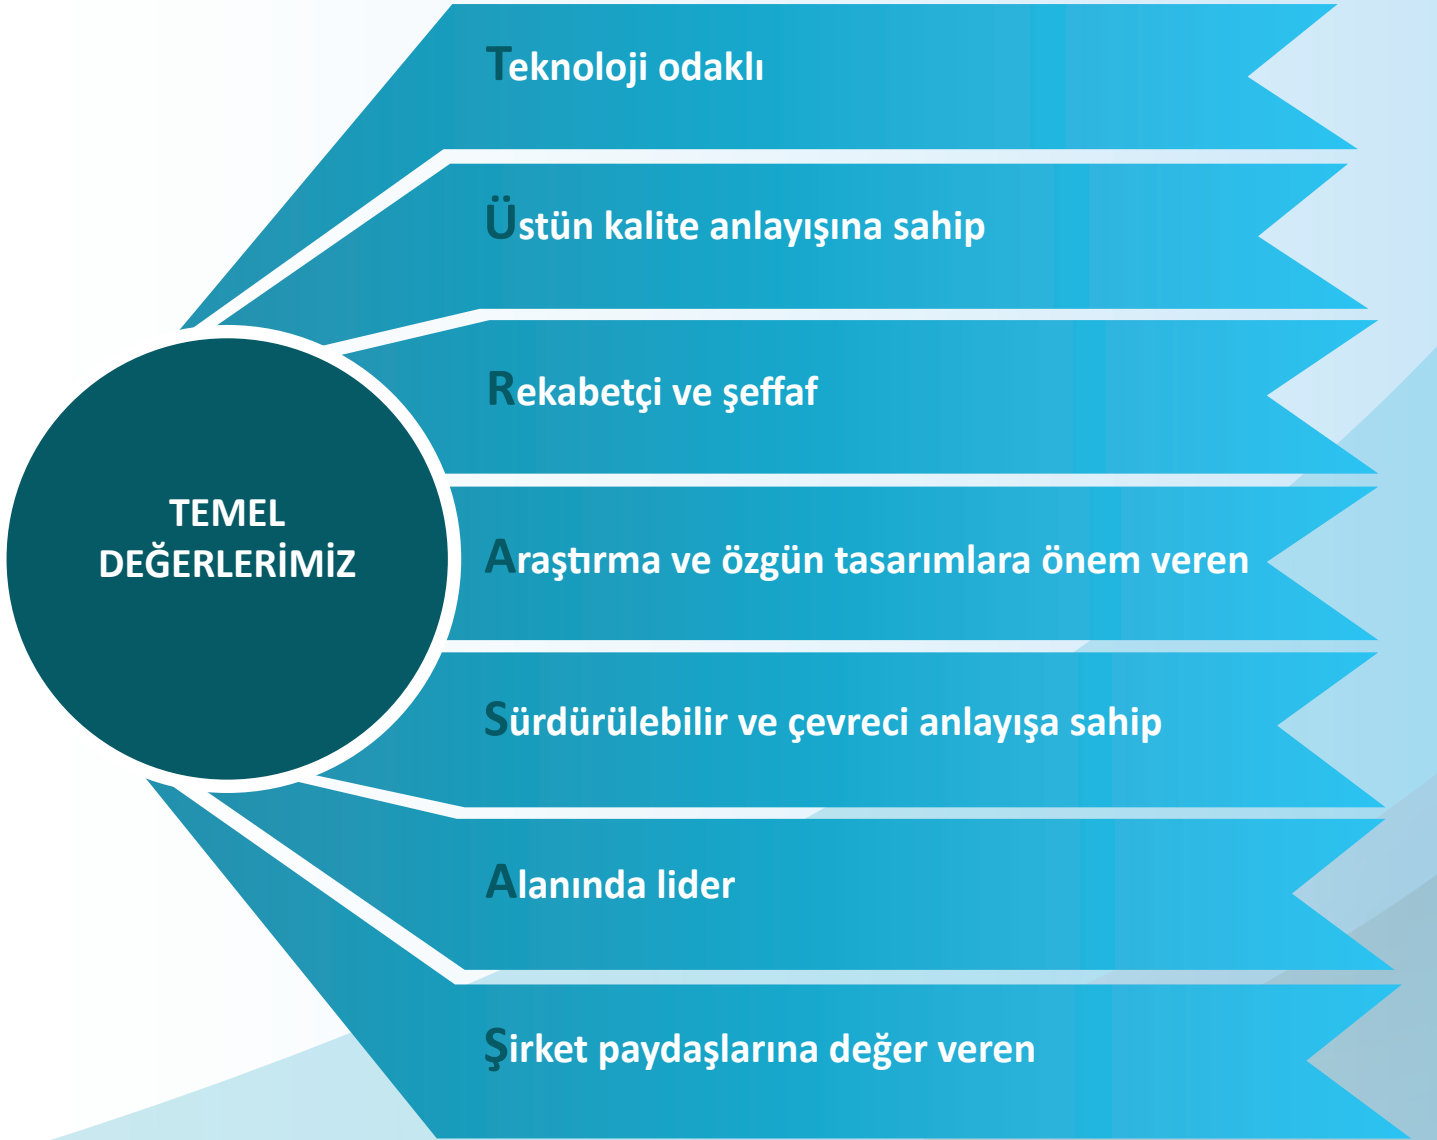 Teknoloji odaklı
Üstün kalite anlayışına sahip
Rekabetçi ve şeffaf
TEMEL
DEĞERLERİMİZ
Araştırma ve özgün tasarımlara önem veren
Sürdürülebilir ve çevreci anlayışa sahip
Alanında lider
Şirket paydaşlarına değer veren